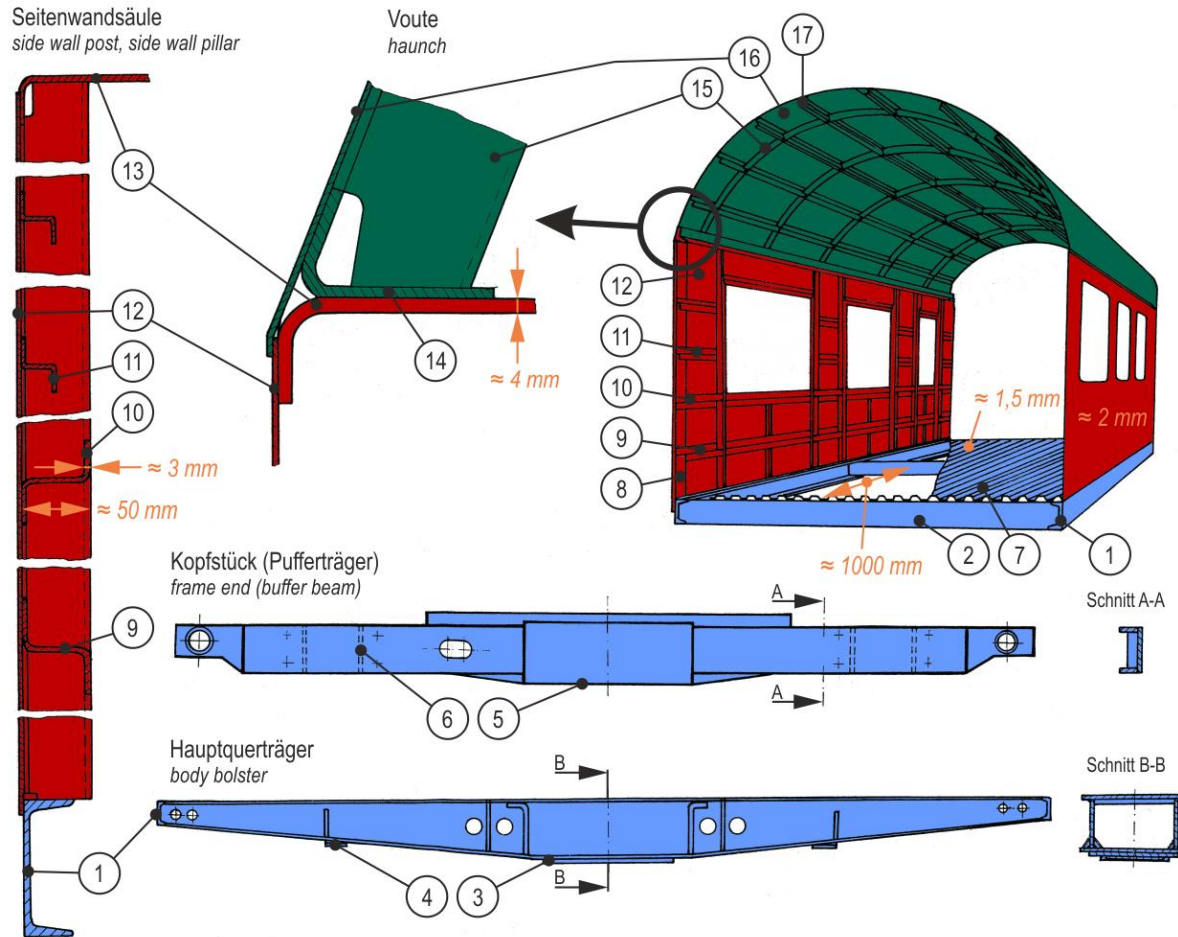 Seitenwandsäule
side wall post, side wall pillar
Voute
haunch
17
16
15
13
14
≈ 4 mm
12
11
10
≈ 3 mm
≈ 50 mm
9
12
11
10
9
8
≈ 1,5 mm
≈ 2 mm
2
7
1
≈ 1000 mm
Kopfstück (Pufferträger)
frame end (buffer beam)
A
A
Schnitt A-A
6
5
Hauptquerträger
body bolster
B
B
Schnitt B-B
1
4
3